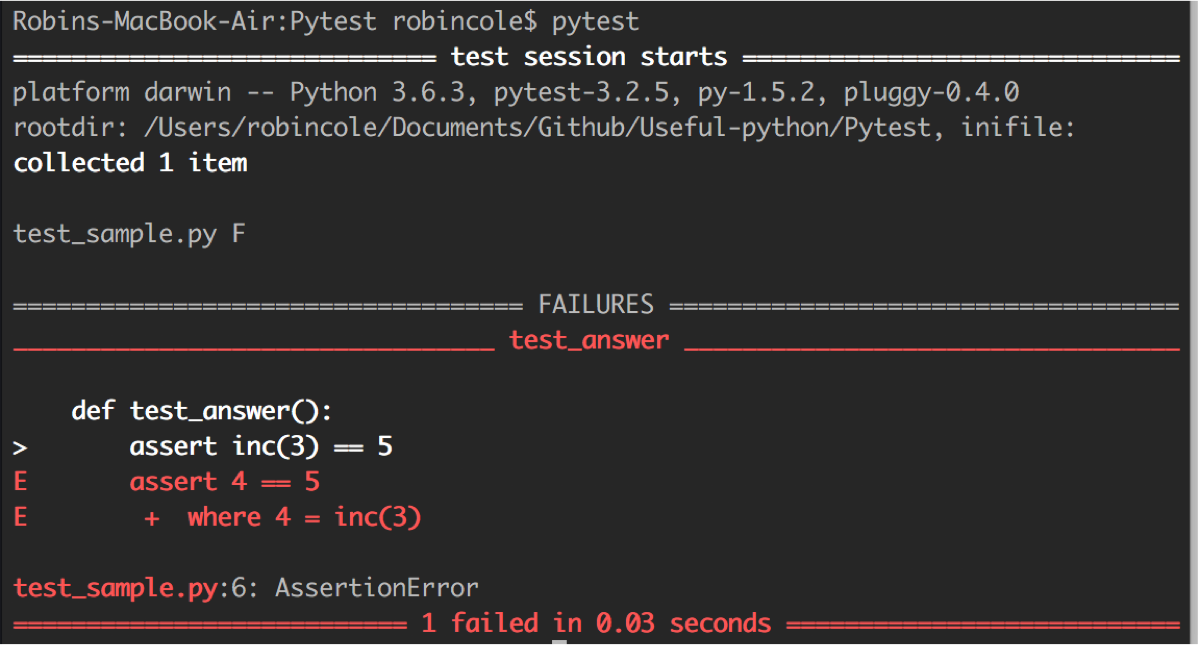 Robins-MacBook-Air:Pytest robincole$ pytest
============================= test session starts ==============================
platform darwin -- Python 3.6.3, pytest-3.2.5, py-1.5.2, pluggy-0.4.0
rootdir: /Users/robincole/Documents/Github/Useful-python/Pytest, inifile:
collected 1 item
test_sample.py F
=================================== FAILURES ===================================
_________________________________ test_answer __________________________________
    def test_answer():
>       assert inc(3) == 5
E       assert 4 == 5
E        +  where 4 = inc(3)
test_sample.py:6: AssertionError
=========================== 1 failed in 0.03 seconds ===========================